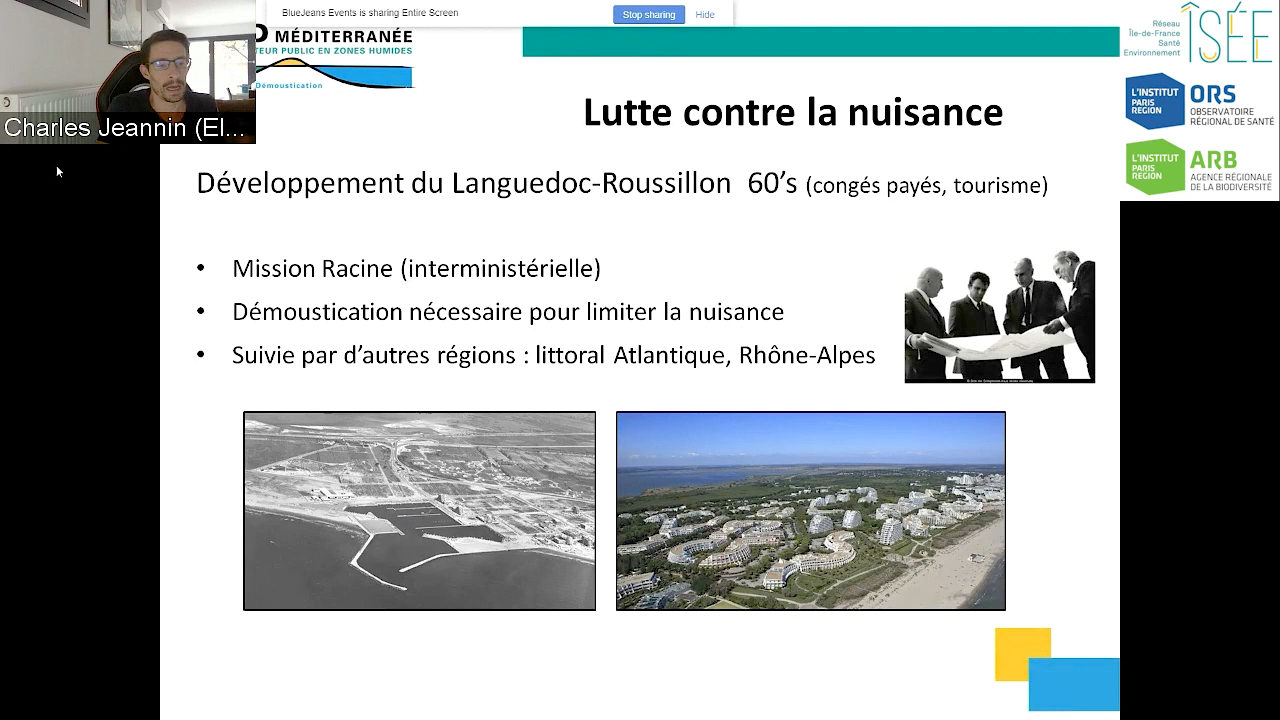 BlueJeans Events is sharing Entire Screen
Stop sharing
Hide
MÉDITERRANÉE
TEUR PUBLIC EN ZONES HUMIDES
Démoustication
Charles Jeannin (El...
Réseau
Île-de-France
Santé
Environnement
ÎSÉE
L'INSTITUT
PARIS
REGION
ORS
OBSERVATOIRE
RÉGIONAL DE SANTÉ
L'INSTITUT
PARIS
REGION
ARB
AGENCE RÉGIONALE
DE LA BIODIVERSITÉ
Lutte contre la nuisance
Développement du Languedoc-Roussillon 60's (congés payés, tourisme)
• Mission Racine (interministérielle)
• Démoustication nécessaire pour limiter la nuisance
• Suivie par d'autres régions : littoral Atlantique, Rhône-Alpes